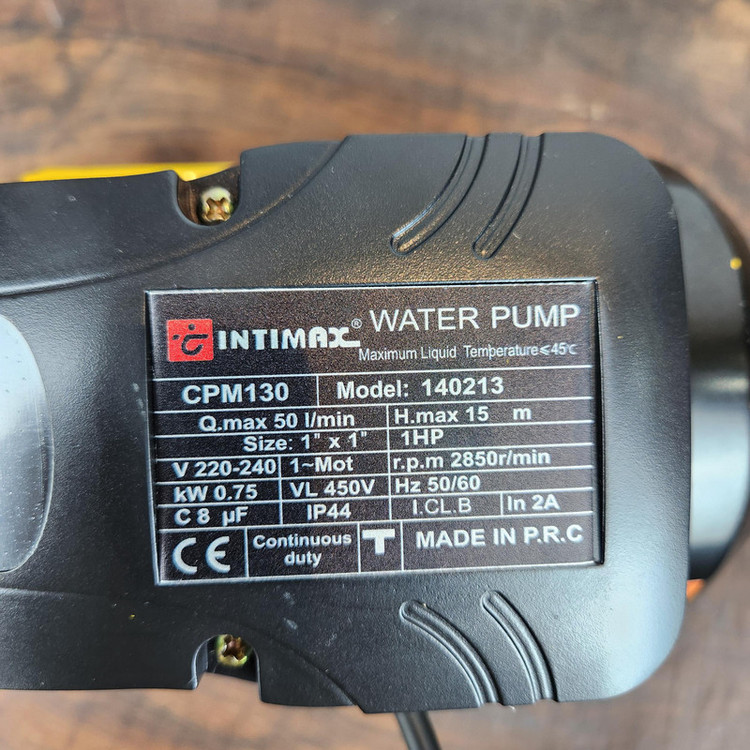 INTIMAX® WATER PUMP
Maximum Liquid Temperature≤45℃
CPM130 Model: 140213
Q.max 50 l/min H.max 15 m
Size: 1" x 1" 1HP
V 220-240 1~Mot r.p.m 2850r/min
kW 0.75 VL 450V Hz 50/60
C 8 µF IP44 I.CL.B In 2A
CE Continuous duty T MADE IN P.R.C